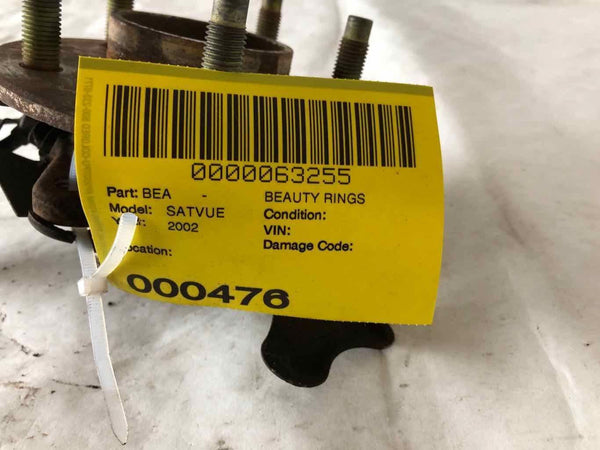 0000063255
Part: BEA - BEAUTY RINGS
Model: SATVUE Condition:
2002 VIN:
Damage Code:
000476